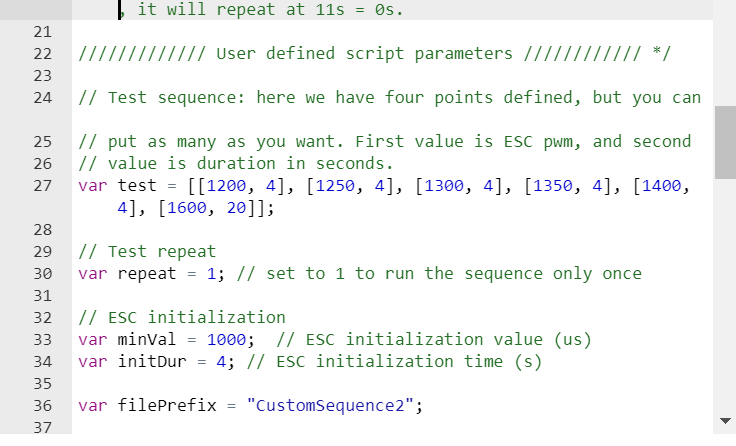 , it will repeat at 11s = 0s.
21
22 ///////////// User defined script parameters //////////// */
23
24 // Test sequence: here we have four points defined, but you can
25 // put as many as you want. First value is ESC pwm, and second
26 // value is duration in seconds.
27 var test = [[1200, 4], [1250, 4], [1300, 4], [1350, 4], [1400,
4], [1600, 20]];
28
29 // Test repeat
30 var repeat = 1; // set to 1 to run the sequence only once
31
32 // ESC initialization
33 var minVal = 1000;  // ESC initialization value (us)
34 var initDur = 4; // ESC initialization time (s)
35
36 var filePrefix = "CustomSequence2";
37